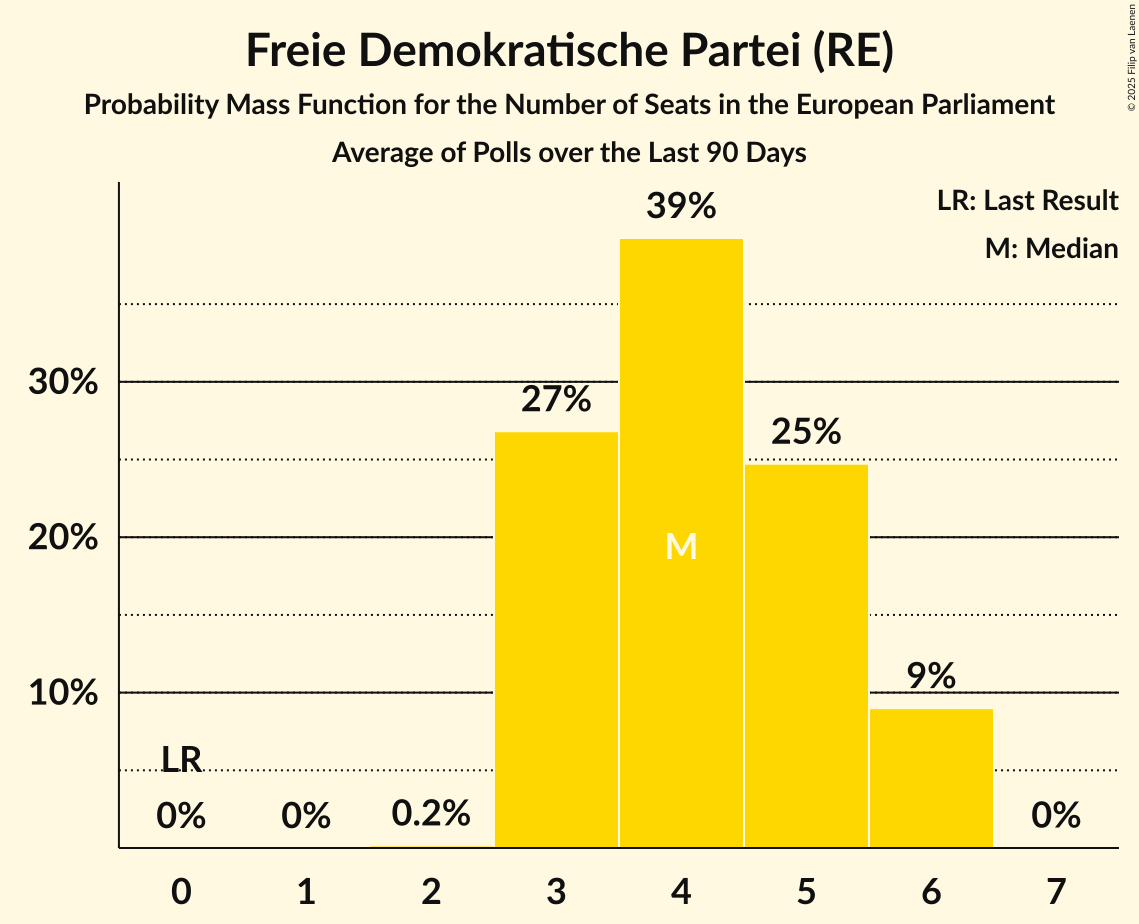 Freie Demokratische Partei (RE)
Probability Mass Function for the Number of Seats in the European Parliament
Average of Polls over the Last 90 Days
© 2025 Filip van Laenen
LR: Last Result
M: Median
39%
30%
27%
25%
20%
M
10%
9%
LR
0%
0%
0.2%
0%
0 1 2 3 4 5 6 7